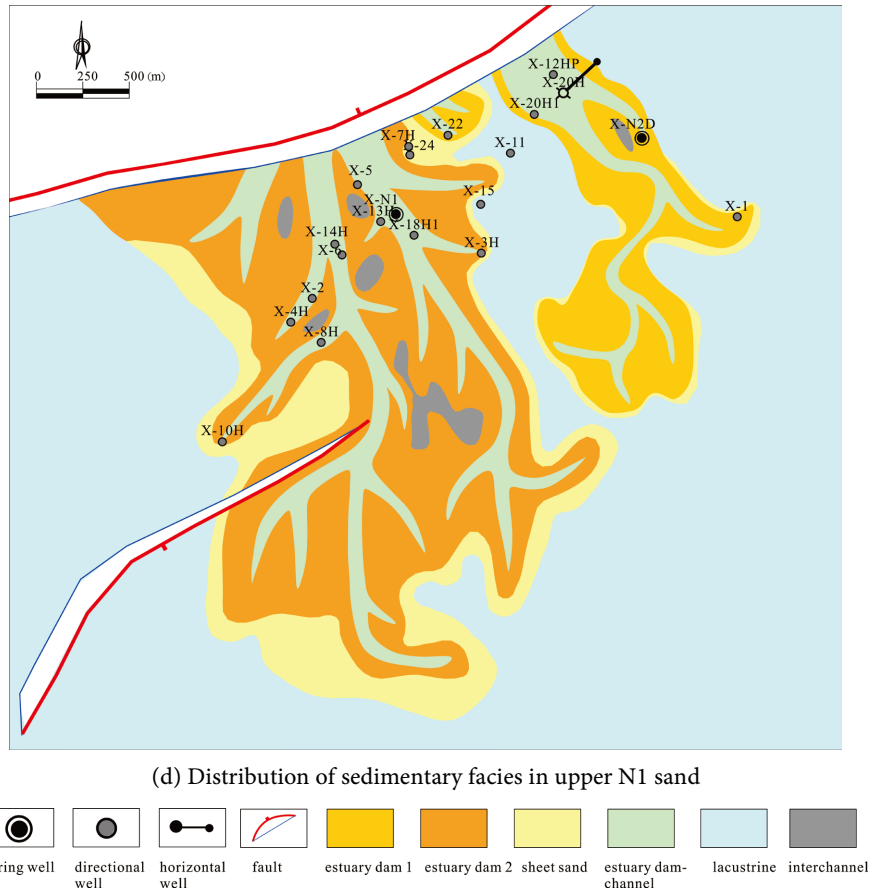 0 250 500 (m)
X-12HP
X-20H
X-20H1
X-22
X-N2D
X-7H
X-24
X-11
X-5
X-15
X-N1
X-1
X-13H
X-18H1
X-14H
X-3H
X-6
X-2
X-4H
X-8H
X-10H
(d) Distribution of sedimentary facies in upper N1 sand
ring well
directional well
horizontal well
fault
estuary dam 1
estuary dam 2
sheet sand
estuary dam-
channel
lacustrine
interchannel